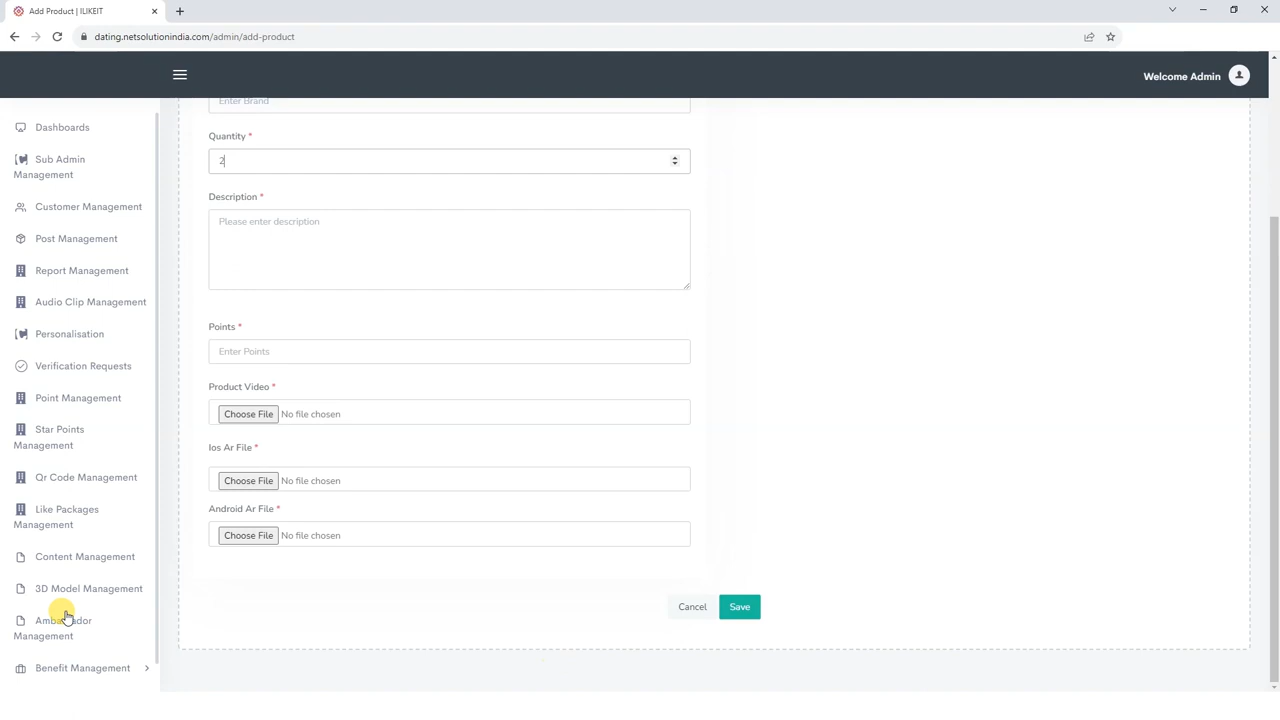 Add Product | ILIKEIT
dating.netsolutionindia.com/admin/add-product
Welcome Admin
Dashboards
Sub Admin
Management
Customer Management
Post Management
Report Management
Audio Clip Management
Personalisation
Verification Requests
Point Management
Star Points
Management
Qr Code Management
Like Packages
Management
Content Management
3D Model Management
Ambassador
Management
Benefit Management
Enter Brand
Quantity *
2
Description *
Please enter description
Points *
Enter Points
Product Video *
Choose File No file chosen
Ios Ar File *
Choose File No file chosen
Android Ar File *
Choose File No file chosen
Cancel Save